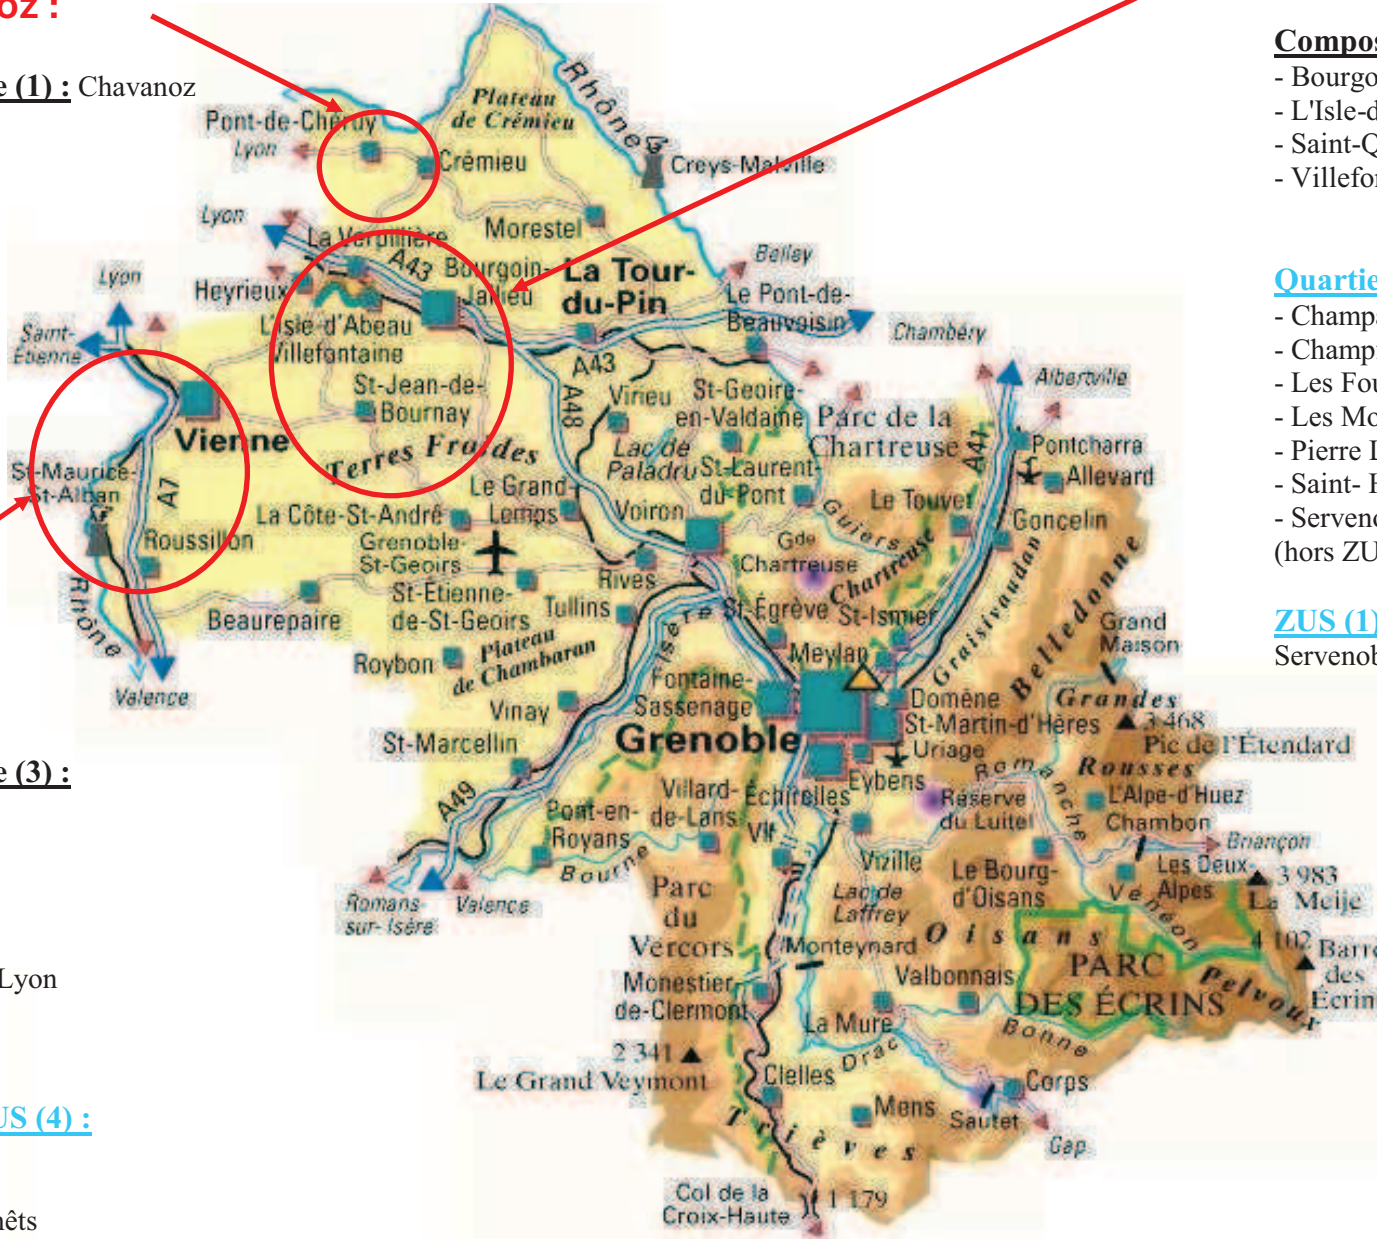 oz :
e (1) : Chavanoz
Compos
- Bourgo
- L'Isle-d
- Saint-Q
- Villefor
Quartie
- Champa
- Champf
- Les Fou
- Les Mo
- Pierre L
- Saint- H
- Serveno
(hors ZU
ZUS (1)
Servenob
e (3) :
Lyon
US (4) :
nêts
Rhône
Plateau
de Crémieu
Pont-de-Chéruy
Lyon
Crémieu
Creys-Malville
Lyon
La Verpillière
Morestel
A43
Bourgoin-
Jallieu
La Tour-
du-Pin
Belley
Heyrieux
Le Pont-de-
Beauvoisin
Chambéry
L'Isle-d'Abeau
Villefontaine
Lyon
Saint-
Étienne
A43
A48
St-Jean-de-
Bournay
Virieu
St-Geoire-
en-Valdaine
Parc de la
Chartreuse
Albertville
A41
Pontcharra
Allevard
Vienne
Terres Froides
Lac de
Paladru
St-Laurent-
du-Pont
St-Maurice-
St-Alban
A7
Le Grand-
Lemps
Voiron
Guiers
Le Touvet
Goncelin
La Côte-St-André
Roussillon
Grenoble-
St-Geoirs
Rives
Gde
Chartreuse
Chartreuse
Graisivaudan
Belledonne
Rhône
Beaurepaire
St-Étienne-
de-St-Geoirs
Tullins
Isère
St-Égrève
St-Ismier
Grand
Maison
Roybon
Plateau
de Chambaran
Meylan
Valence
Fontaine-
Sassenage
Domène
Grandes
Rousses
3 468
Pic de l'Étendard
Vinay
Grenoble
St-Martin-d'Hères
Uriage
St-Marcellin
Eybens
Romanche
A49
Villard-
de-Lans
Échirolles
Réserve
du Luitel
L'Alpe-d'Huez
Chambon
Pont-en-
Royans
Vif
Vizille
Briançon
Bourne
Le Bourg-
d'Oisans
Les Deux-
Alpes
Vénéon
3 983
La Meije
Romans-
sur-Isère
Valence
Parc
du
Vercors
Lac de
Laffrey
Oisans
4 102
Barre
des
Écrin
Monteynard
Valbonnais
PARC
DES ÉCRINS
Pelvoux
Monestier-
de-Clermont
La Mure
Bonne
2 341
Le Grand Veymont
Drac
Clelles
Corps
Mens
Sautet
Gap
Trièves
Col de la
Croix-Haute
1 179